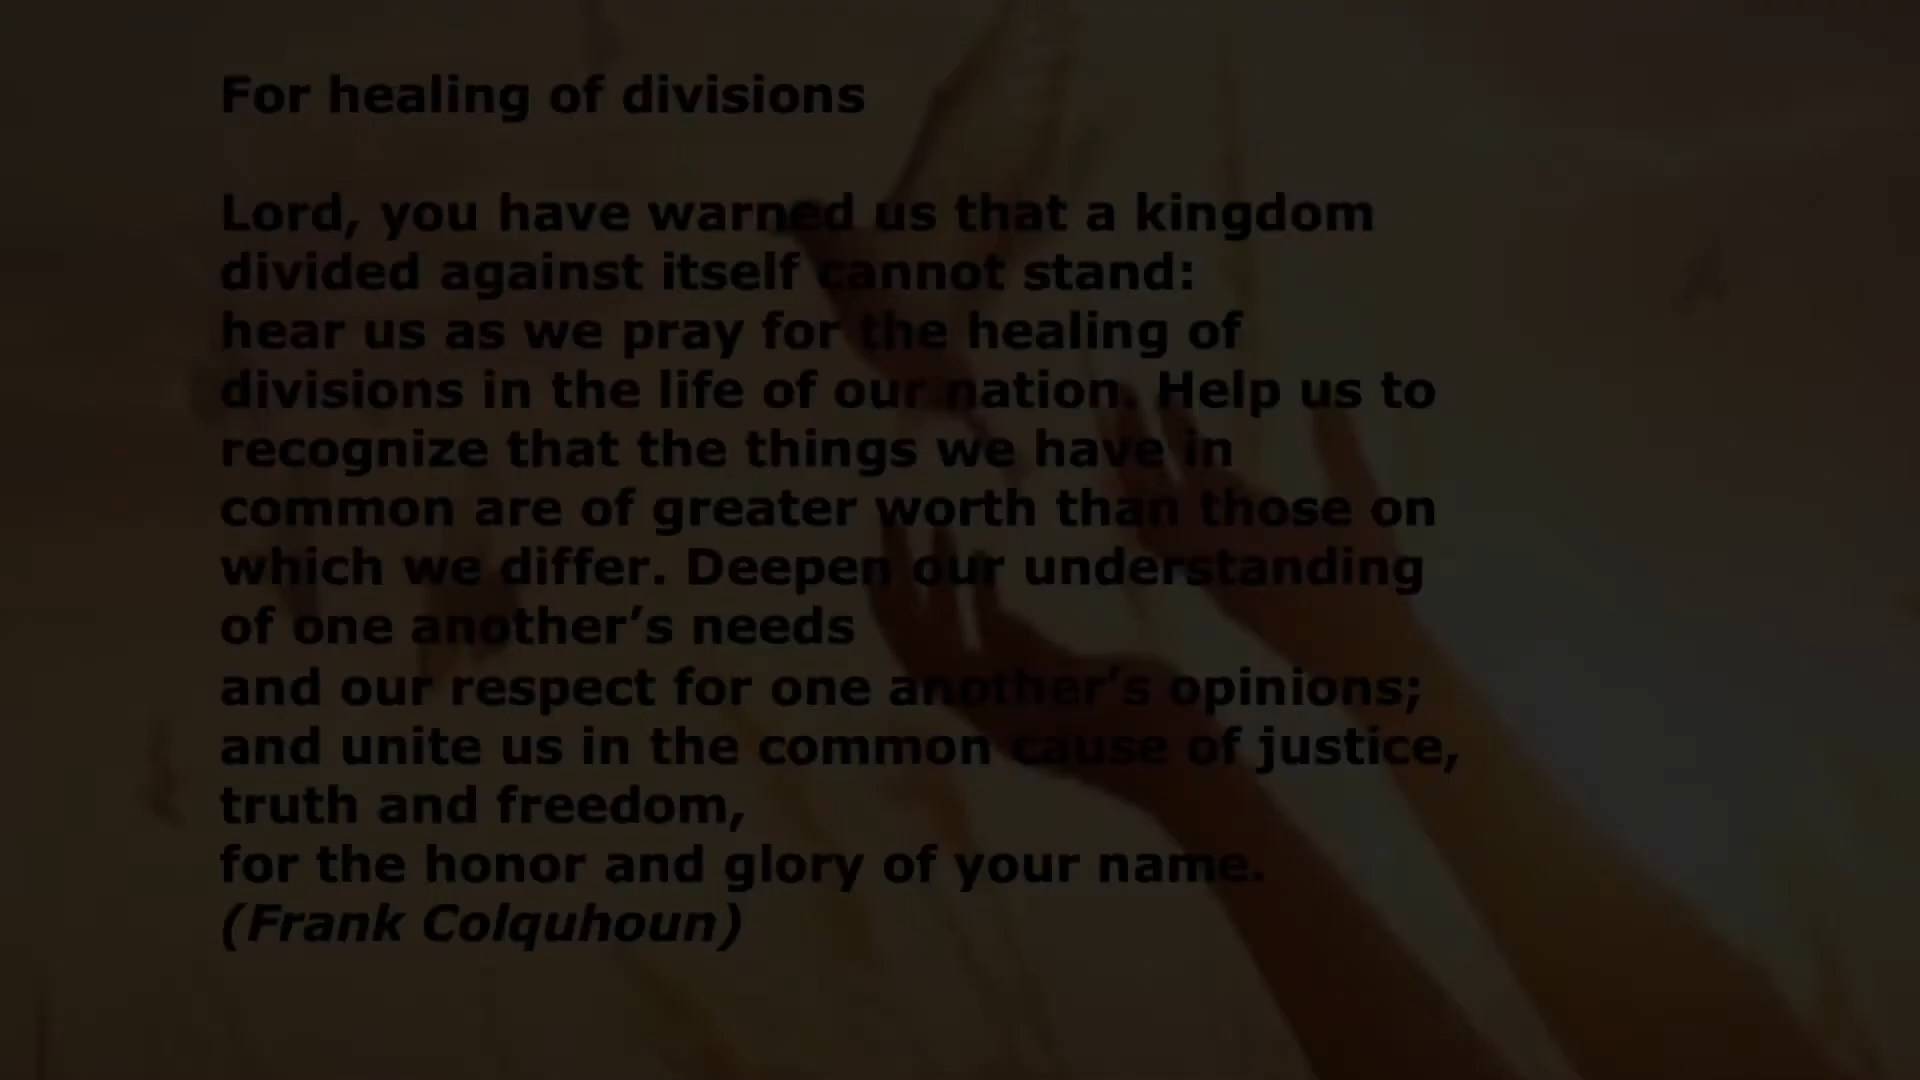 For healing of divisions
Lord, you have warned us that a kingdom
divided against itself cannot stand:
hear us as we pray for the healing of
divisions in the life of our nation. Help us to
recognize that the things we have in
common are of greater worth than those on
which we differ. Deepen our understanding
of one another’s needs
and our respect for one another’s opinions;
and unite us in the common cause of justice,
truth and freedom,
for the honor and glory of your name.
(Frank Colquhoun)